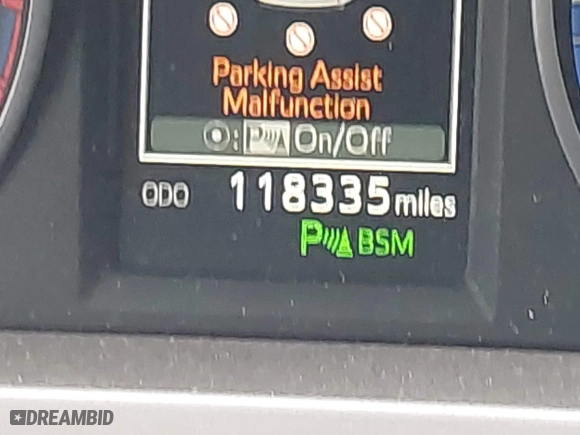 Parking Assist
Malfunction
: P On/Off
ODO 118335 miles
P BSM
DREAMBID